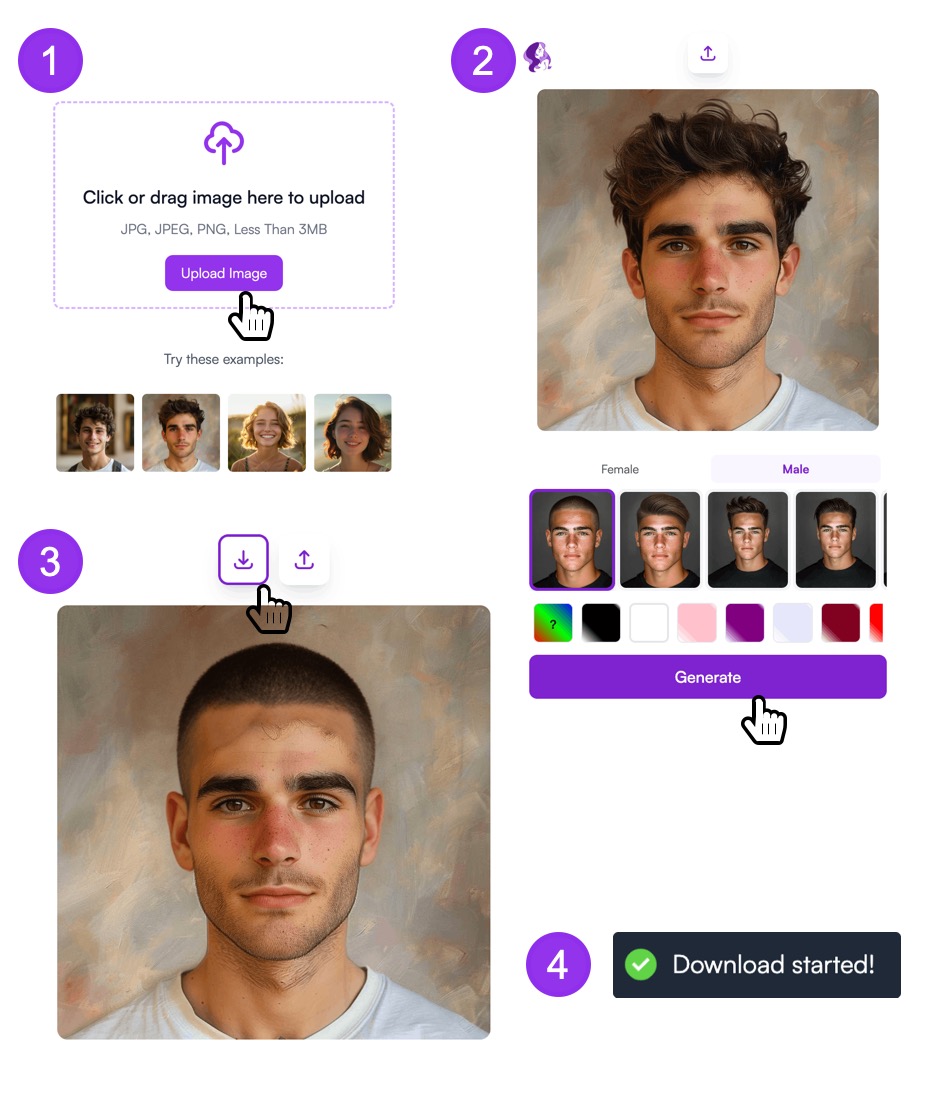 1
Click or drag image here to upload
JPG, JPEG, PNG, Less Than 3MB
Upload Image
Try these examples:
2
Female
Male
?
Generate
3
4
Download started!